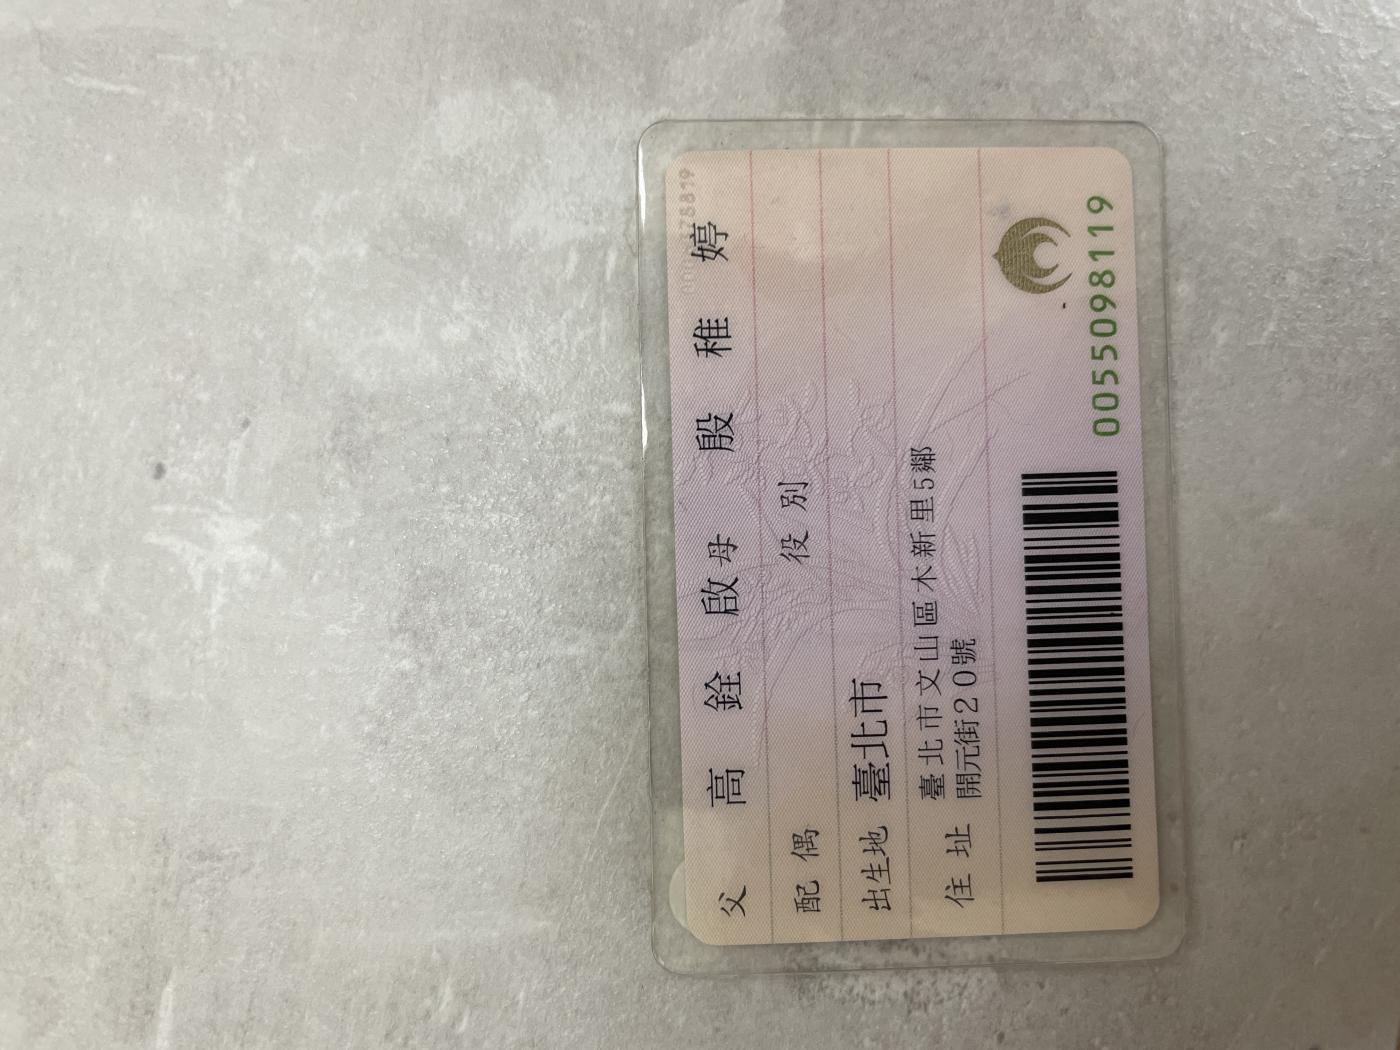 父 高銓啟 母 殷稚婷
配偶 役別
出生地 臺北市
住址 臺北市文山區木新里5鄰
開元街20號
0055098119